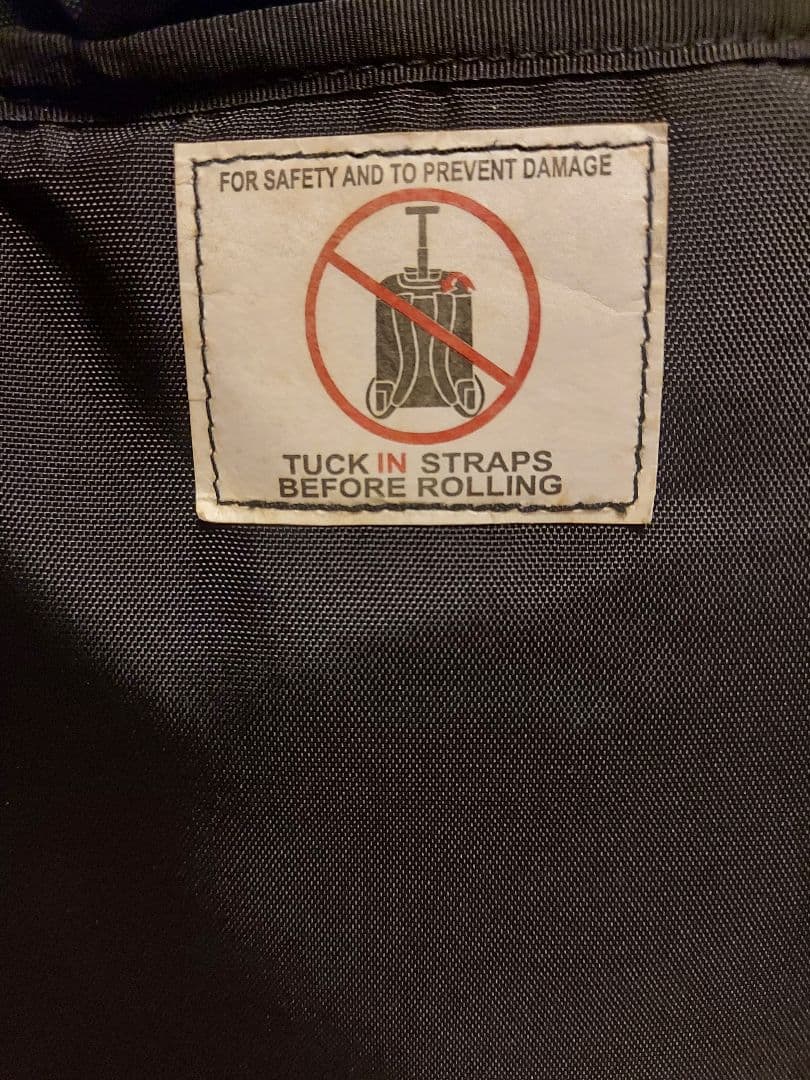 FOR SAFETY AND TO PREVENT DAMAGE
TUCK IN STRAPS
BEFORE ROLLING